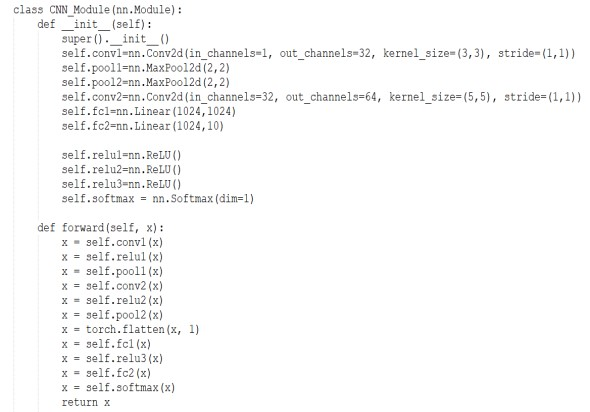 class CNN_Module(nn.Module):
    def __init__(self):
        super().__init__()
        self.conv1=nn.Conv2d(in_channels=1, out_channels=32, kernel_size=(3,3), stride=(1,1))
        self.pool1=nn.MaxPool2d(2,2)
        self.pool2=nn.MaxPool2d(2,2)
        self.conv2=nn.Conv2d(in_channels=32, out_channels=64, kernel_size=(5,5), stride=(1,1))
        self.fc1=nn.Linear(1024,1024)
        self.fc2=nn.Linear(1024,10)

        self.relu1=nn.ReLU()
        self.relu2=nn.ReLU()
        self.relu3=nn.ReLU()
        self.softmax = nn.Softmax(dim=1)

    def forward(self, x):
        x = self.conv1(x)
        x = self.relu1(x)
        x = self.pool1(x)
        x = self.conv2(x)
        x = self.relu2(x)
        x = self.pool2(x)
        x = torch.flatten(x, 1)
        x = self.fc1(x)
        x = self.relu3(x)
        x = self.fc2(x)
        x = self.softmax(x)
        return x